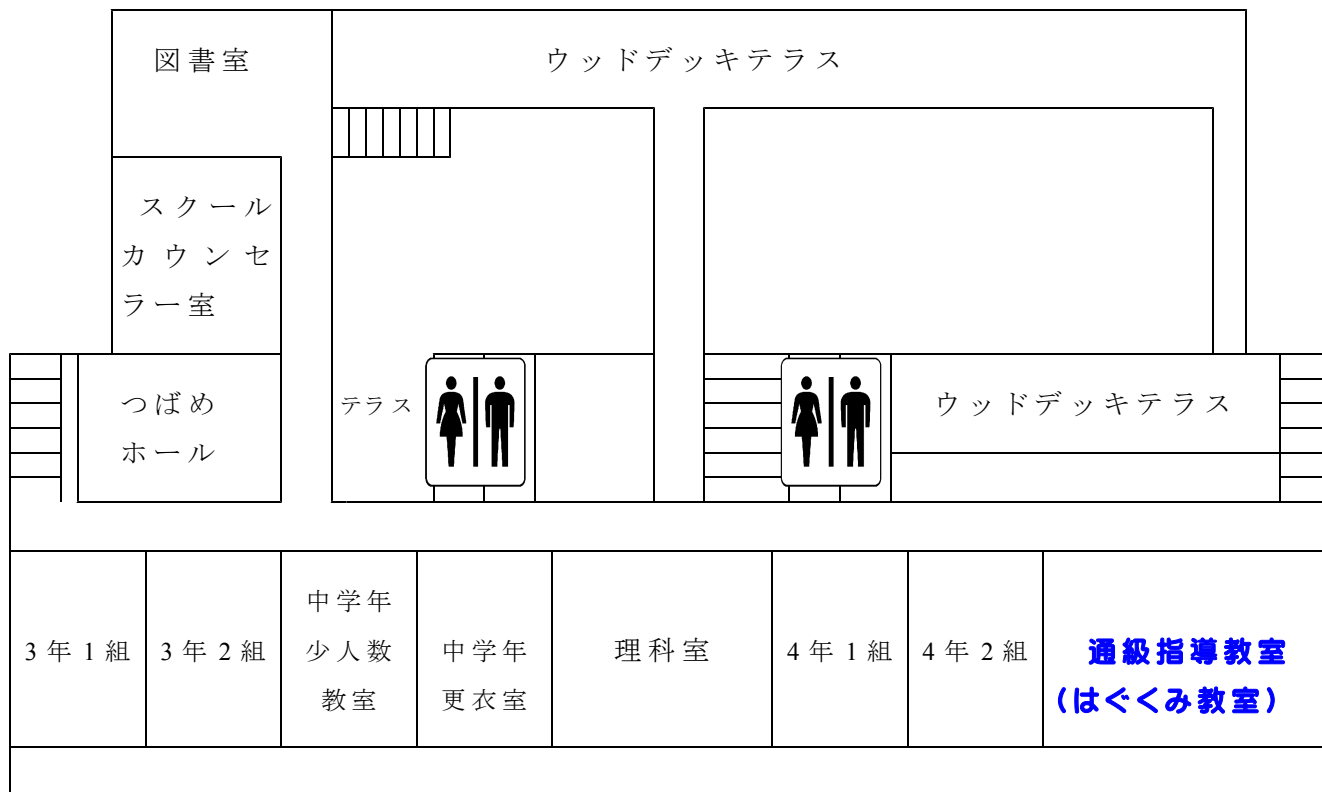 図書室
ウッドデッキテラス
スクール
カウンセ
ラー室
つばめ
ホール
テラス
ウッドデッキテラス
3年1組
3年2組
中学年
少人数
教室
中学年
更衣室
理科室
4年1組
4年2組
通級指導教室
(はぐくみ教室)